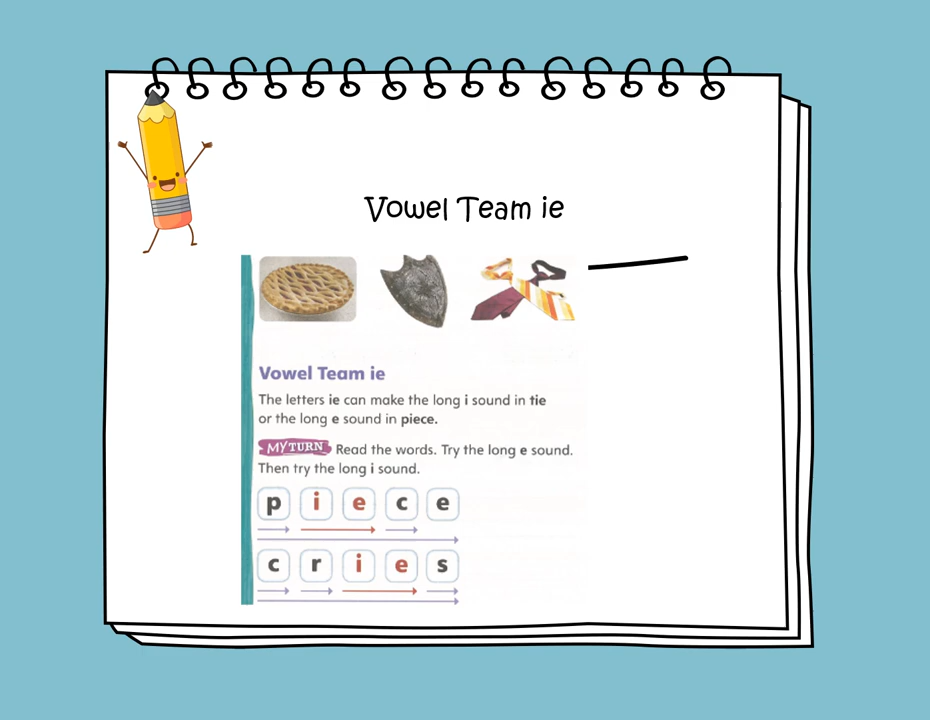 Vowel Team ie
Vowel Team ie
The letters ie can make the long i sound in tie
or the long e sound in piece.
MY TURN Read the words. Try the long e sound.
Then try the long i sound.
p i e c e
c r i e s